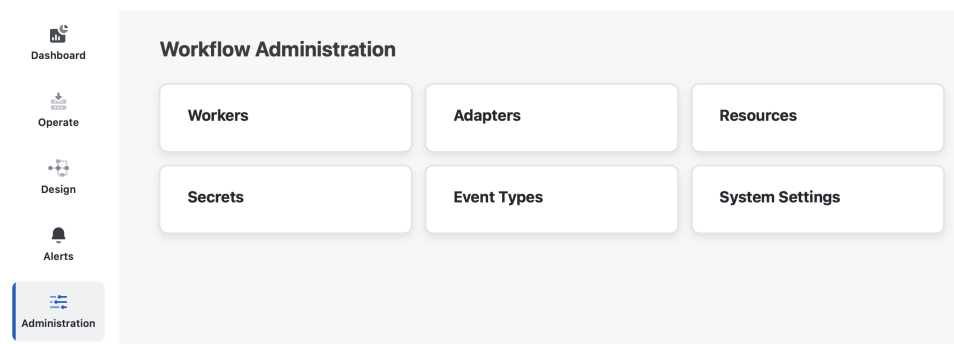 Dashboard
Operate
Design
Alerts
Administration
Workflow Administration
Workers
Adapters
Resources
Secrets
Event Types
System Settings